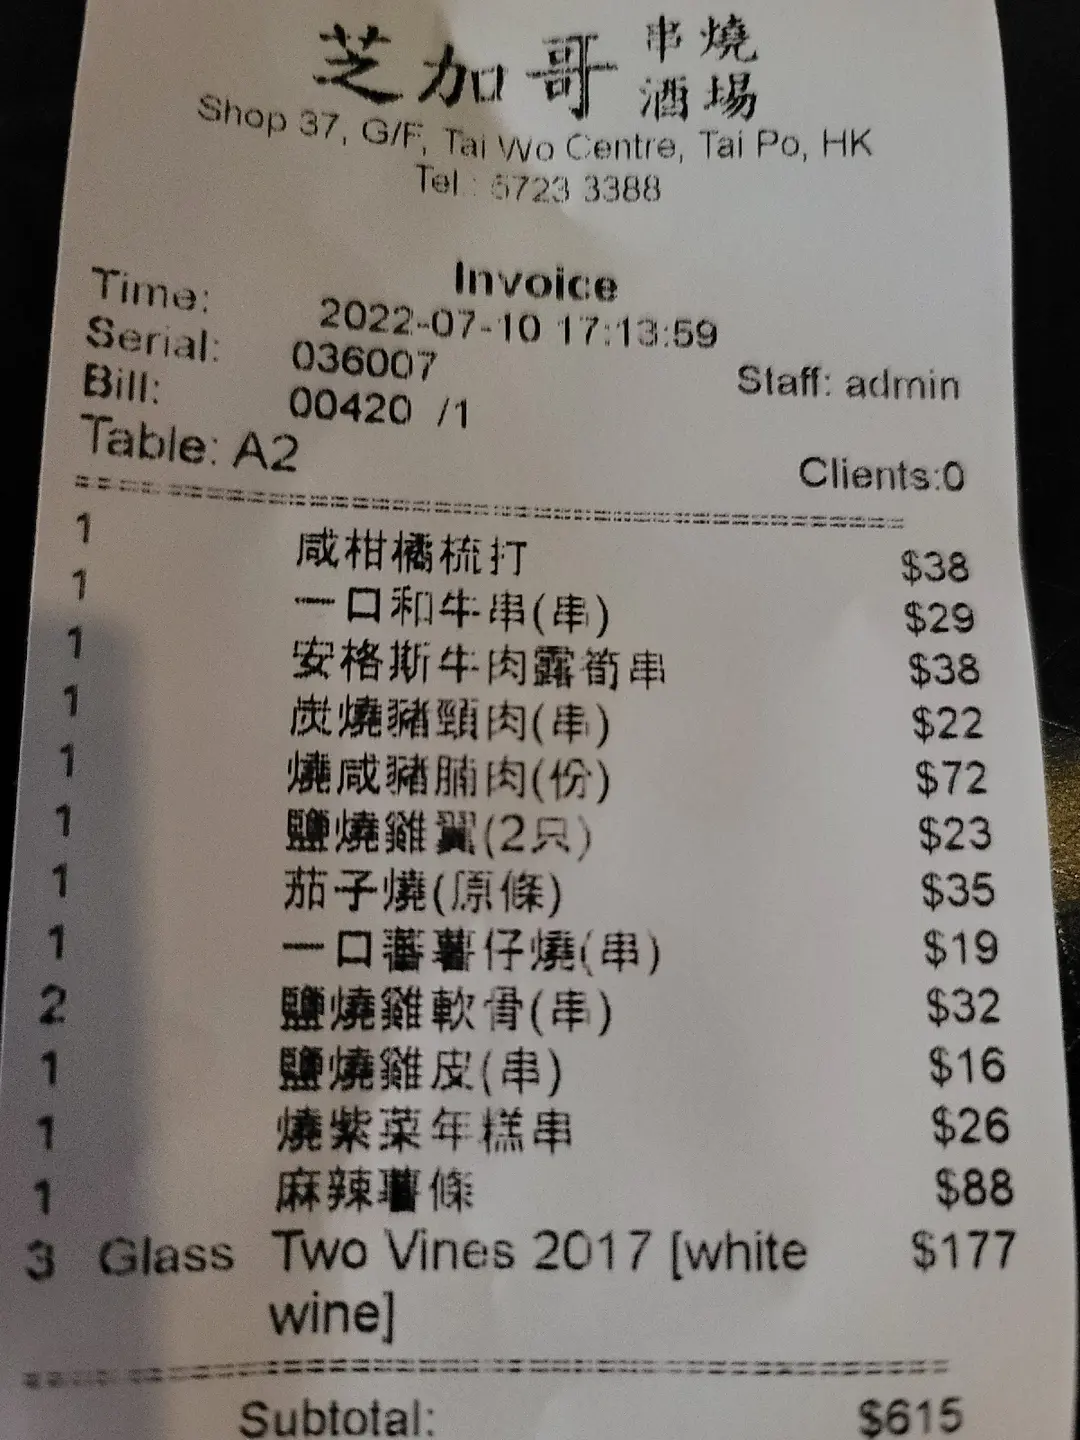 芝加哥 串燒酒場
Shop 37, G/F, Tai Wo Centre, Tai Po, HK
Tel.: 5723 3388
Invoice
Time: 2022-07-10 17:13:59
Serial: 036007
Staff: admin
Bill: 00420 /1
Table: A2
Clients:0
1 咸柑橘梳打 $38
1 一口和牛串(串) $29
1 安格斯牛肉露筍串 $38
1 炭燒豬頸肉(串) $22
1 燒咸豬腩肉(份) $72
1 鹽燒雞翼(2只) $23
1 茄子燒(原條) $35
1 一口蕃薯仔燒(串) $19
2 鹽燒雞軟骨(串) $32
1 鹽燒雞皮(串) $16
1 燒紫菜年糕串 $26
1 麻辣薯條 $88
3 Glass Two Vines 2017 [white $177
wine]
Subtotal: $615